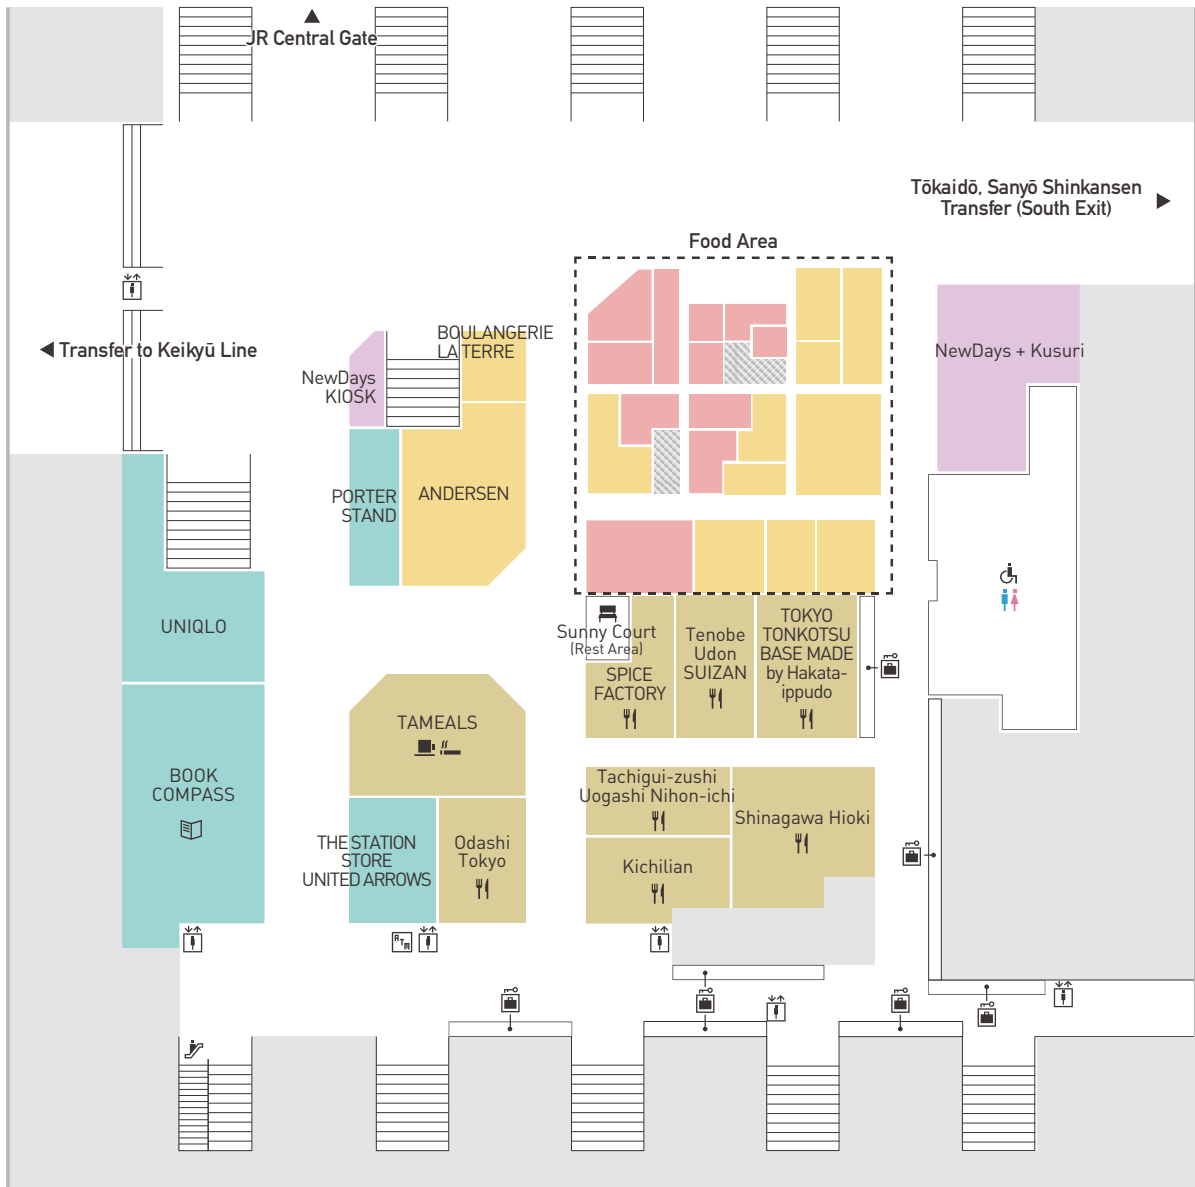 JR Central Gate
Tōkaidō, Sanyō Shinkansen
Transfer (South Exit)
Food Area
Transfer to Keikyū Line
BOULANGERIE
LA TERRE
NewDays
KIOSK
NewDays + Kusuri
PORTER
STAND
ANDERSEN
UNIQLO
Sunny Court
(Rest Area)
SPICE
FACTORY
Tenobe
Udon
SUIZAN
TOKYO
TONKOTSU
BASE MADE
by Hakata-
ippudo
TAMEALS
BOOK
COMPASS
Tachigui-zushi
Uogashi Nihon-ichi
Shinagawa Hioki
THE STATION
STORE
UNITED ARROWS
Odashi
Tokyo
Kichilian
ATM